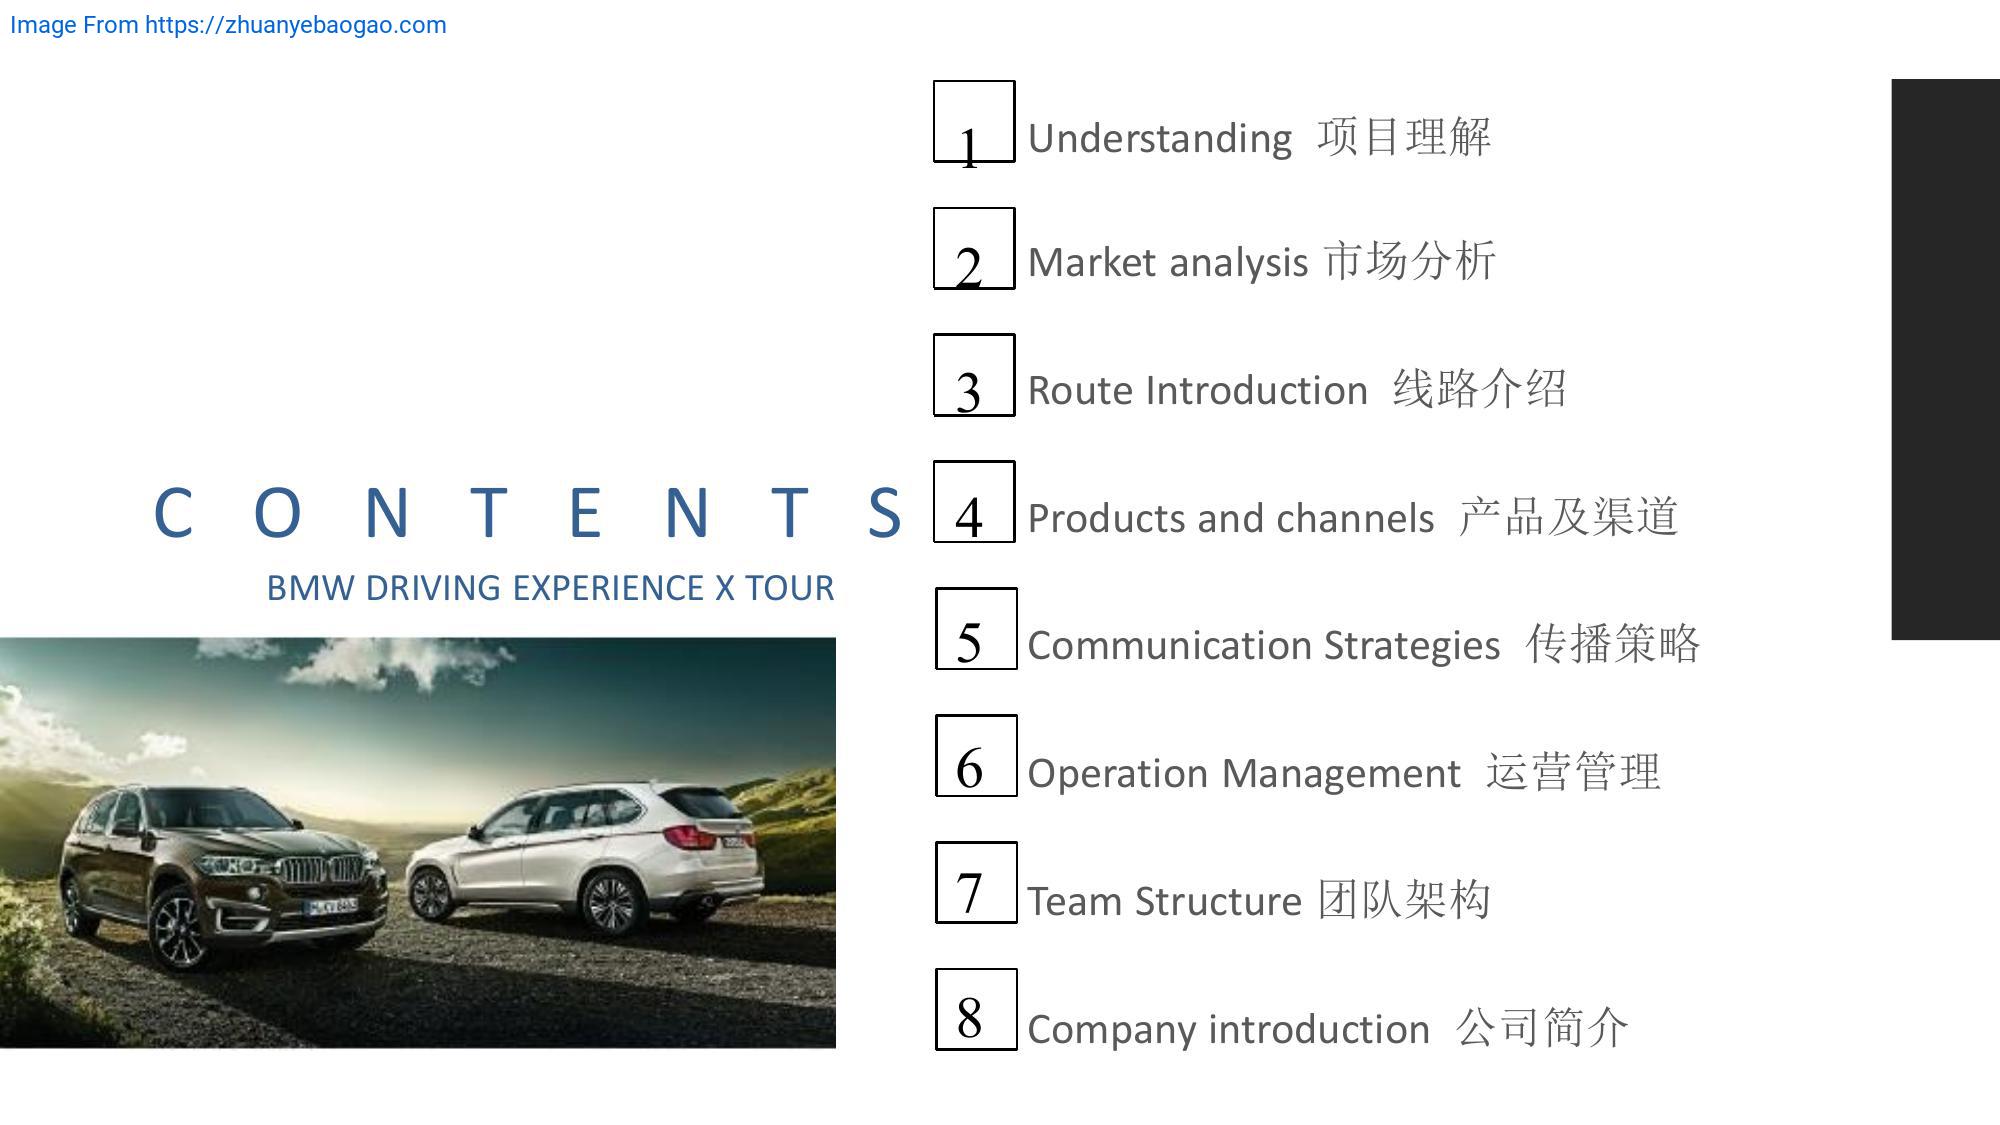 Image From https://zhuanyebaogao.com
CONTENTS
BMW DRIVING EXPERIENCE X TOUR
1 Understanding 项目理解
2 Market analysis 市场分析
3 Route Introduction 线路介绍
4 Products and channels 产品及渠道
5 Communication Strategies 传播策略
6 Operation Management 运营管理
7 Team Structure 团队架构
8 Company introduction 公司简介